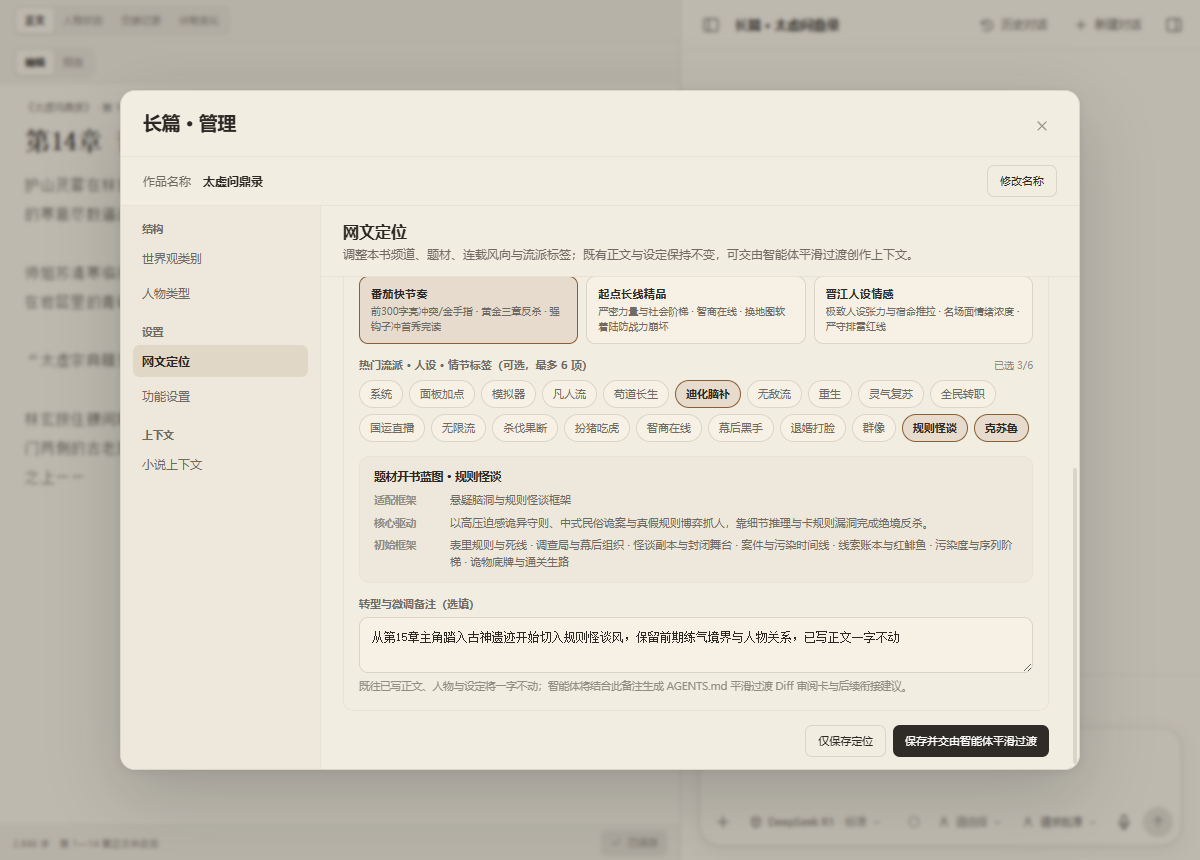 正文
长篇·太虚问鼎录
历史对话
新建对话
编辑
第14章
长篇·管理
作品名称 太虚问鼎录
修改名称
结构
世界观类别
人物类型
设置
网文定位
功能设置
上下文
小说上下文
网文定位
调整本书频道、题材、连载风向与流派标签；既有正文与设定保持不变，可交由智能体平滑过渡创作上下文。
番茄快节奏
前300字亮冲突/金手指 · 黄金三章反杀 · 强
钩子冲首秀完读
起点长线精品
严密力量与社会阶梯 · 智商在线 · 换地图软
着陆防战力崩坏
晋江人设情感
极致人设张力与宿命推拉 · 名场面情绪浓度 ·
严守排雷红线
热门流派 · 人设 · 情节标签（可选，最多 6 项）
已选 3/6
系统
面板加点
模拟器
凡人流
苟道长生
迪化脑补
无敌流
重生
灵气复苏
全民转职
国运直播
无限流
杀伐果断
扮猪吃虎
智商在线
幕后黑手
退婚打脸
群像
规则怪谈
克苏鲁
题材开书蓝图 · 规则怪谈
适配框架 悬疑脑洞与规则怪谈框架
核心驱动 以高压迫感诡异守则、中式民俗诡案与真假规则博弈抓人，靠细节推理与卡规则漏洞完成绝境反杀。
初始框架 表里规则与死线 · 调查局与幕后组织 · 怪谈副本与封闭舞台 · 案件与污染时间线 · 线索账本与红鲱鱼 · 污染度与序列阶
梯 · 诡物底牌与通关生路
转型与微调备注（选填）
从第15章主角踏入古神遗迹开始切入规则怪谈风，保留前期练气境界与人物关系，已写正文一字不动
既往已写正文、人物与设定将一字不动；智能体将结合此备注生成 AGENTS.md 平滑过渡 Diff 审阅卡与后续衔接建议。
仅保存定位
保存并交由智能体平滑过渡
DeepSeek R1